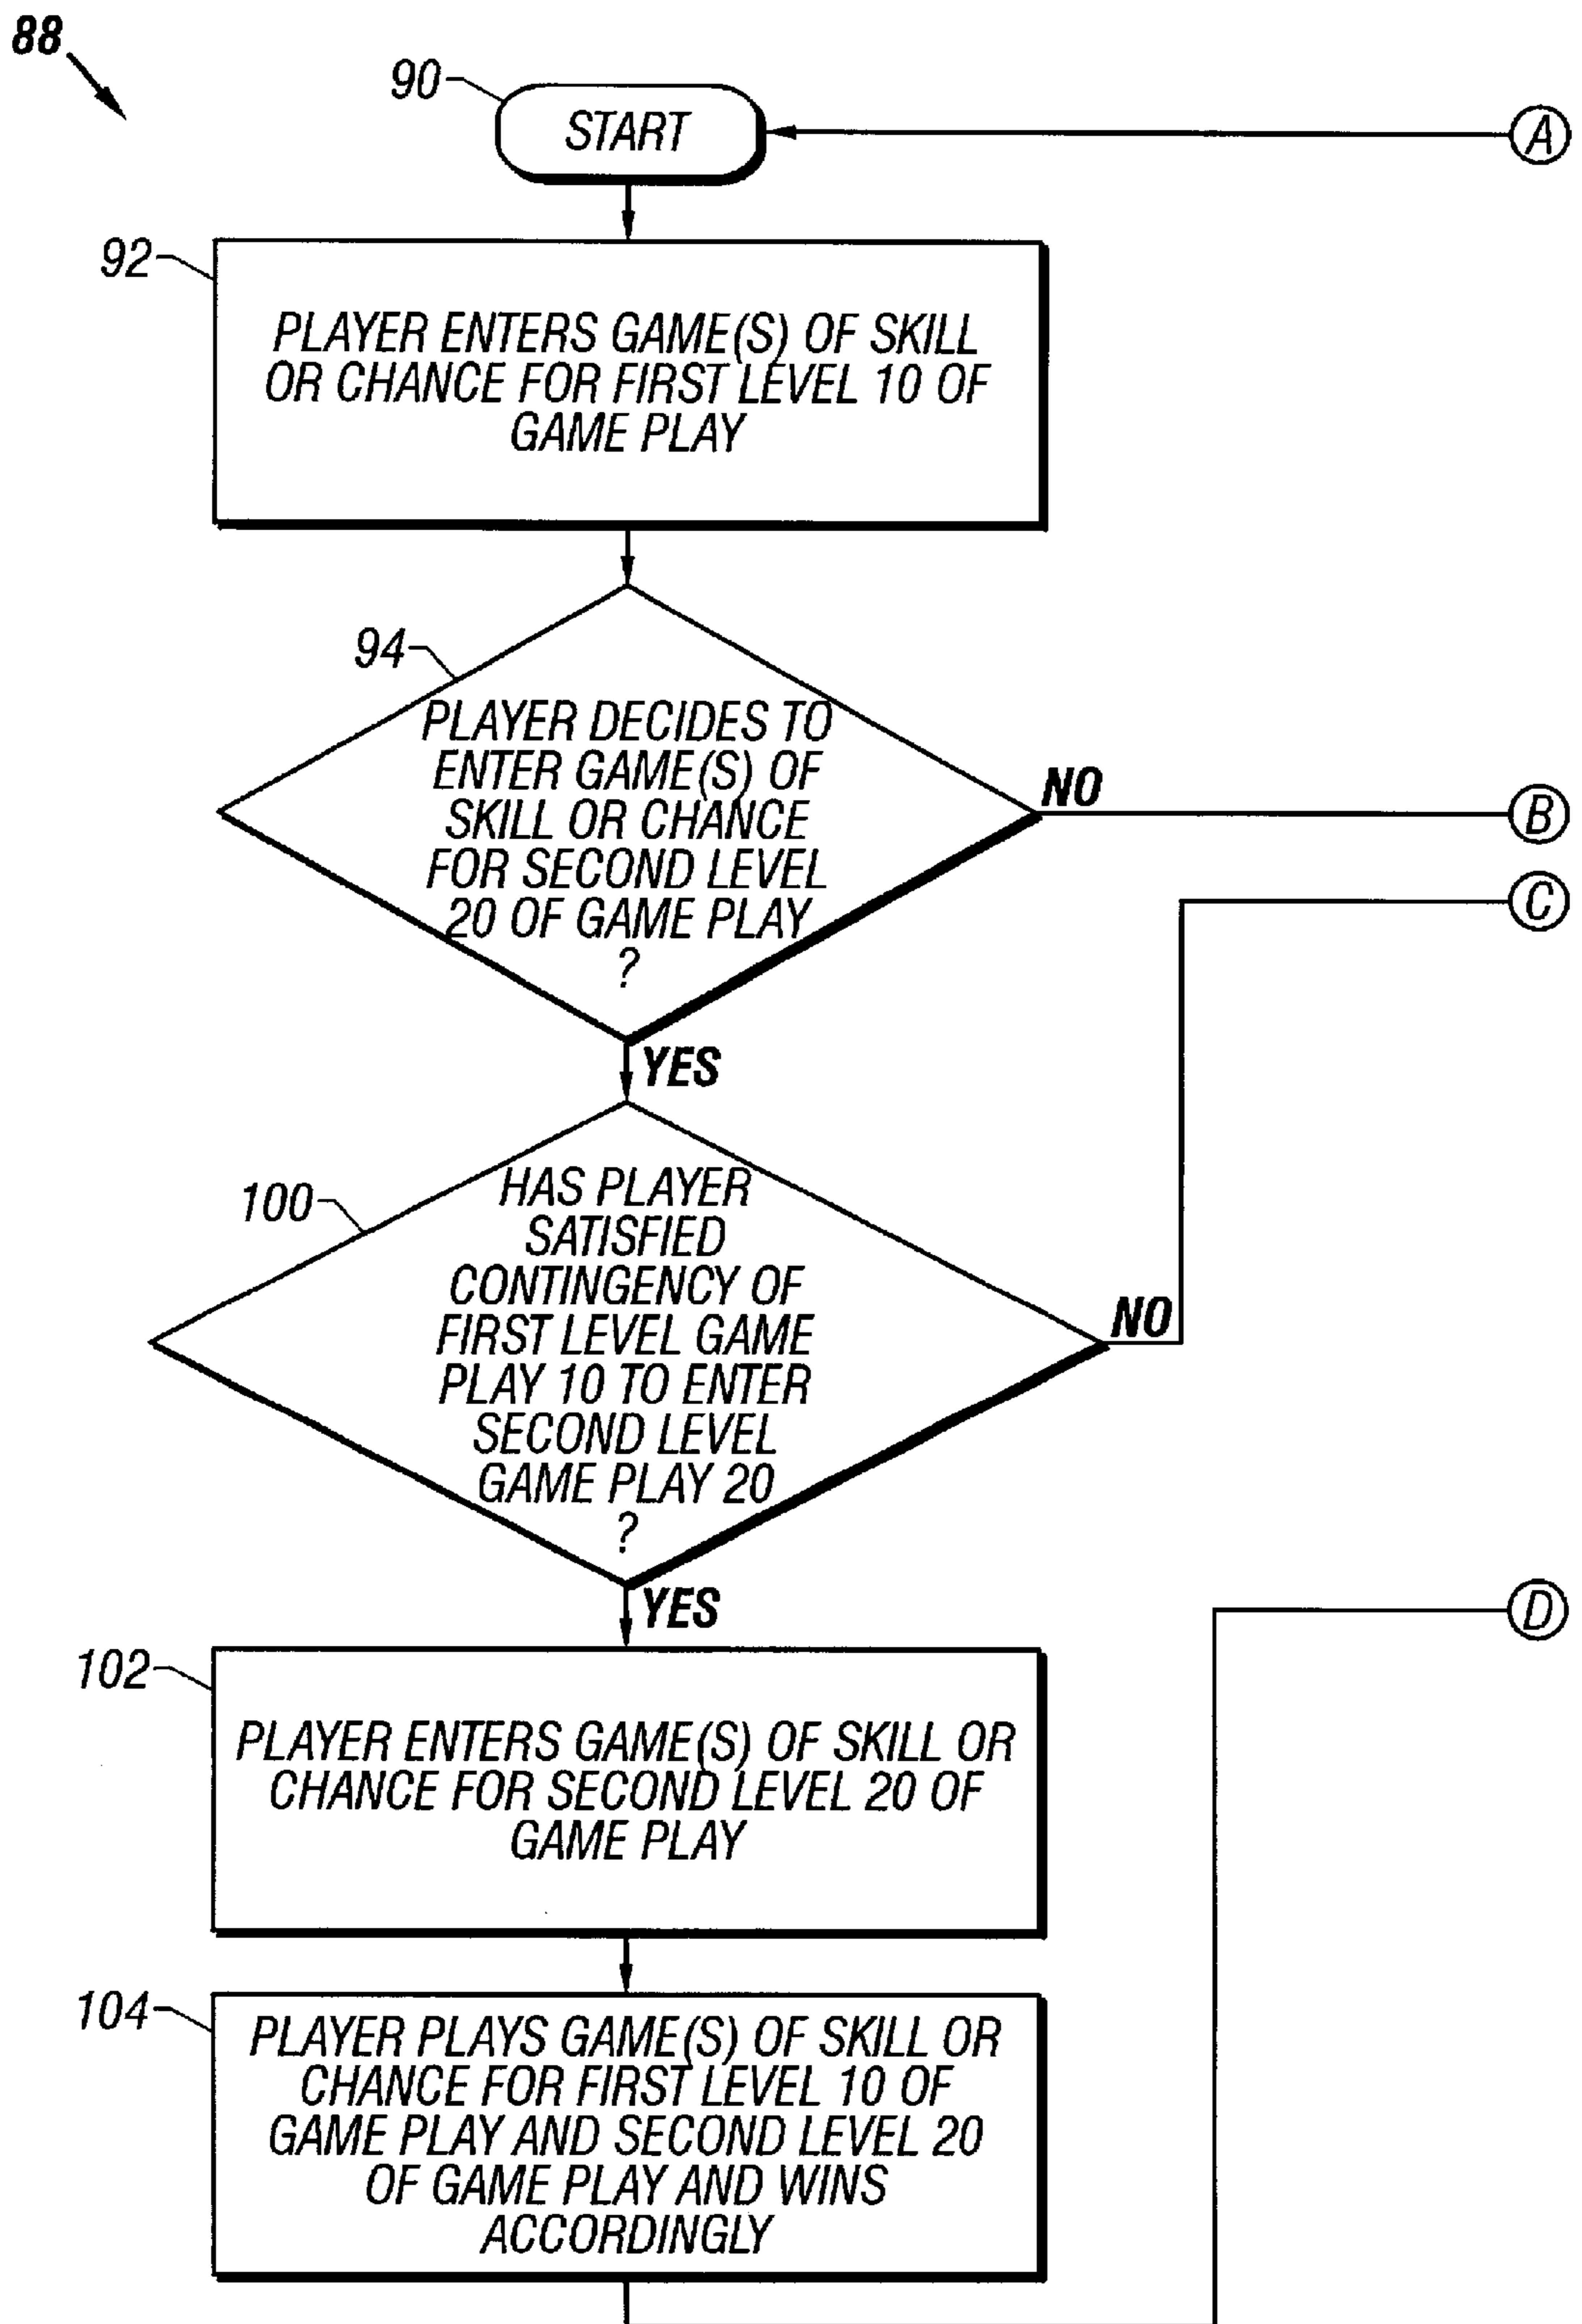 88
90
START
A
92
PLAYER ENTERS GAME(S) OF SKILL
OR CHANCE FOR FIRST LEVEL 10 OF
GAME PLAY
94
PLAYER DECIDES TO
ENTER GAME(S) OF
SKILL OR CHANCE
FOR SECOND LEVEL
20 OF GAME PLAY
?
NO
B
C
YES
100
HAS PLAYER
SATISFIED
CONTINGENCY OF
FIRST LEVEL GAME
PLAY 10 TO ENTER
SECOND LEVEL
GAME PLAY 20
?
NO
YES
D
102
PLAYER ENTERS GAME(S) OF SKILL OR
CHANCE FOR SECOND LEVEL 20 OF
GAME PLAY
104
PLAYER PLAYS GAME(S) OF SKILL OR
CHANCE FOR FIRST LEVEL 10 OF
GAME PLAY AND SECOND LEVEL 20
OF GAME PLAY AND WINS
ACCORDINGLY